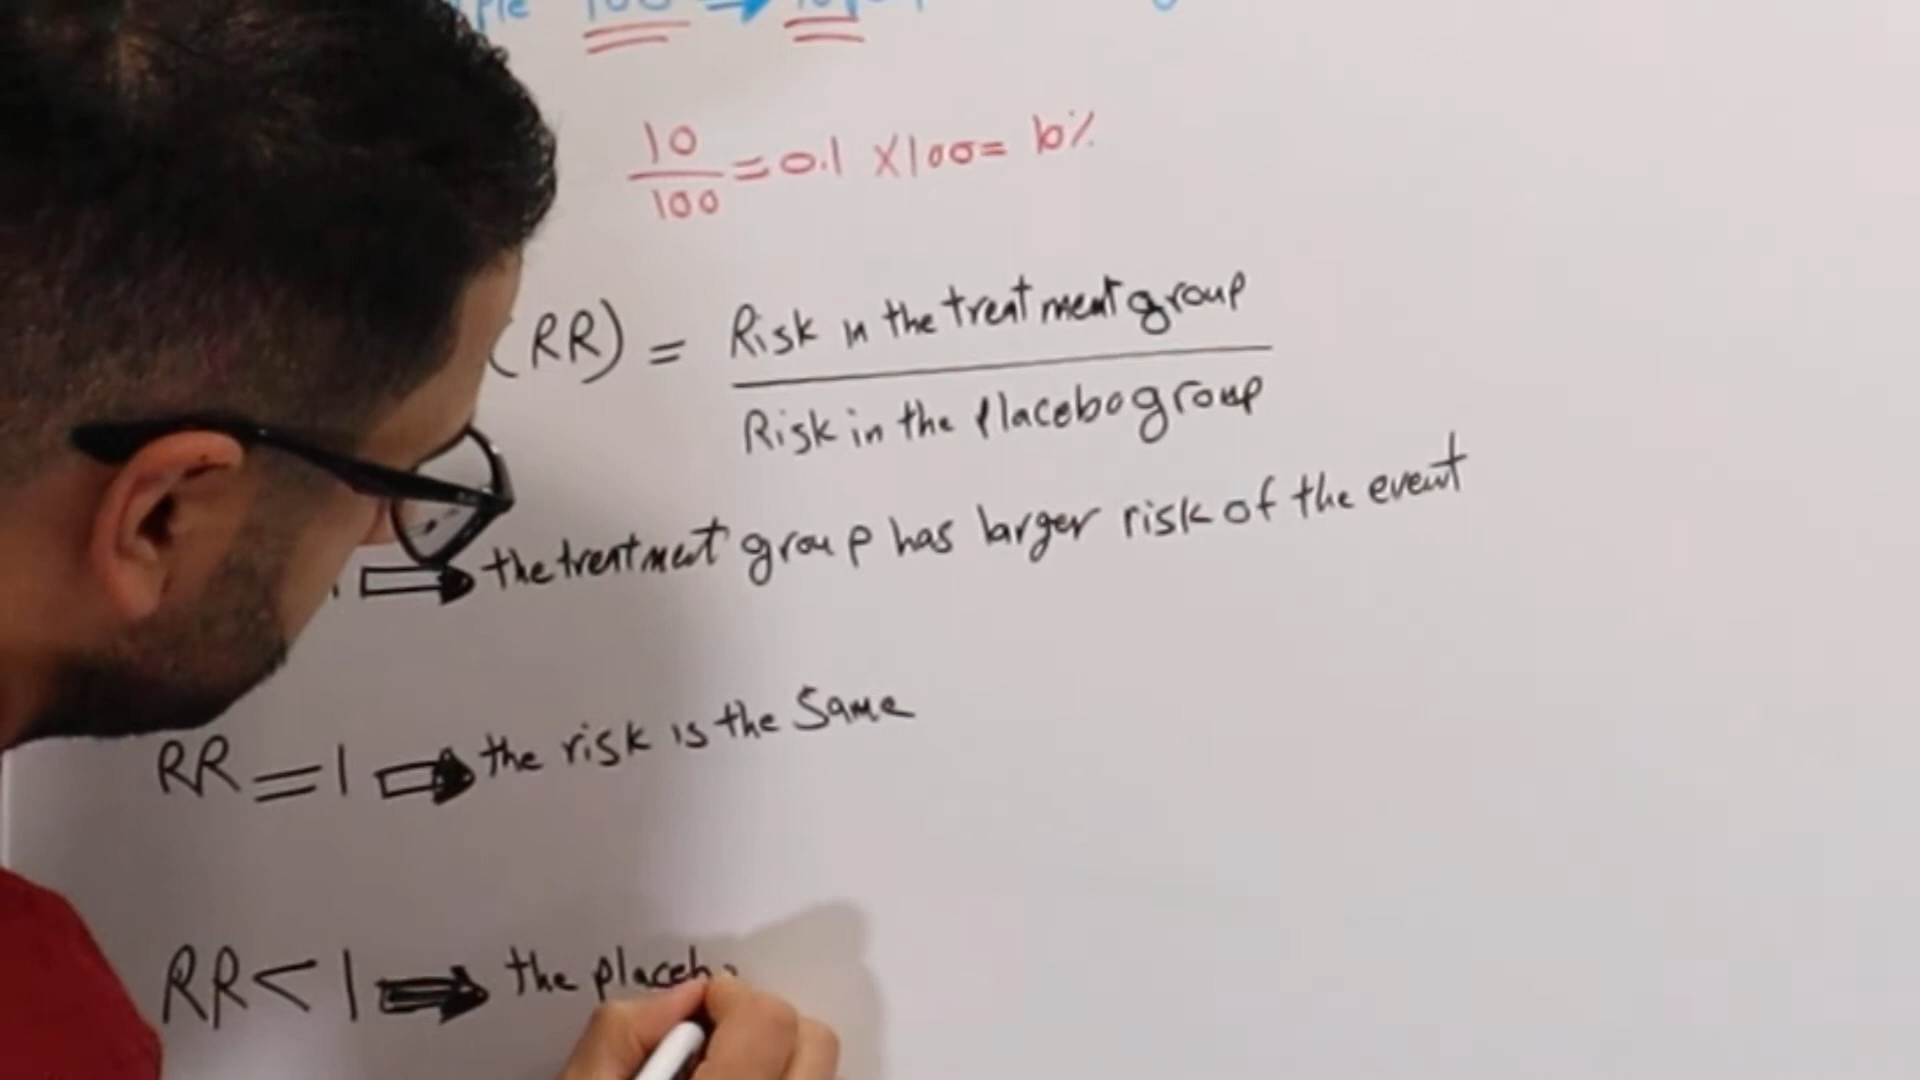 10
100 = 0.1 X100= 10%
(RR) = Risk in the treatment group
Risk in the placebo group
the treatment group has larger risk of the event
RR = 1 the risk is the Same
RR < 1 the placeb